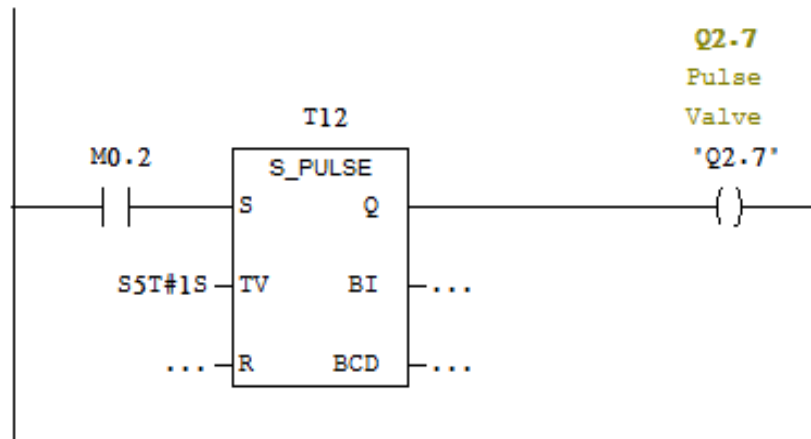 Q2.7
Pulse
Valve
"Q2.7"
T12
M0.2
S_PULSE
S Q
S5T#1S TV BI ...
... R BCD ...